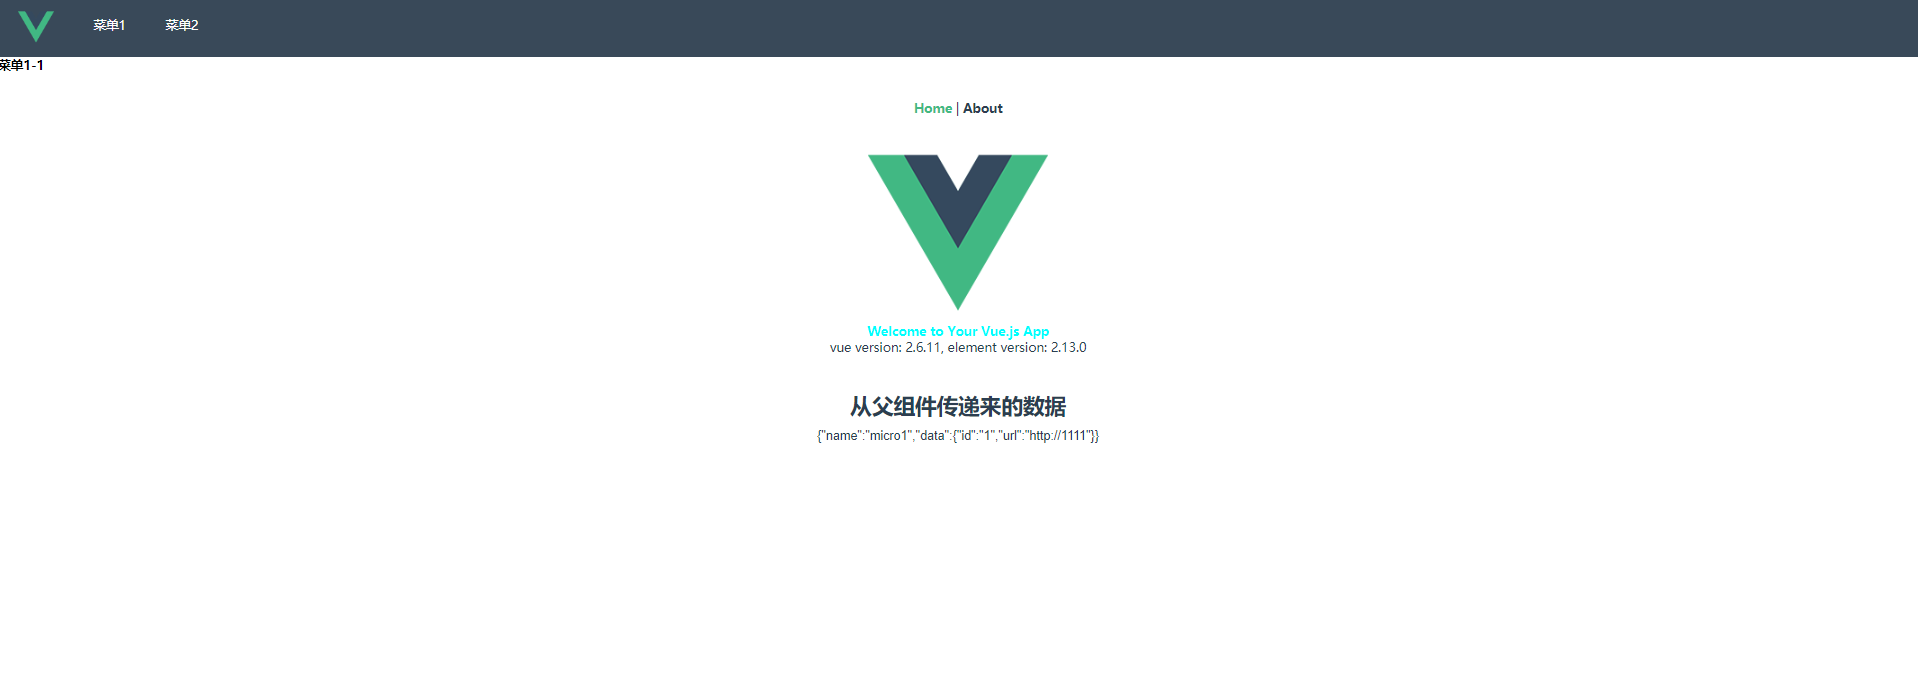 菜单1 菜单2
菜单1-1
Home | About
Welcome to Your Vue.js App
vue version: 2.6.11, element version: 2.13.0
从父组件传递来的数据
{"name":"micro1","data":{"id":"1","url":"http://1111"}}